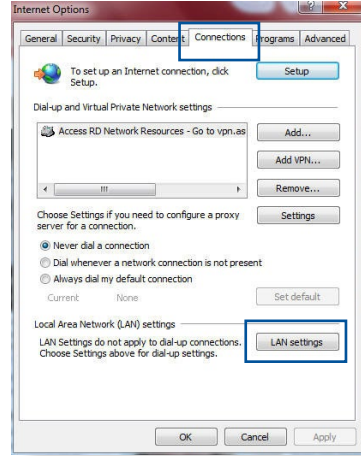 Internet Options
General Security Privacy Content Connections Programs Advanced
To set up an Internet connection, click
Setup.
Setup
Dial-up and Virtual Private Network settings
Access RD Network Resources - Go to vpn.as
Add...
Add VPN...
Remove...
Choose Settings if you need to configure a proxy
server for a connection.
Settings
Never dial a connection
Dial whenever a network connection is not present
Always dial my default connection
Current None
Set default
Local Area Network (LAN) settings
LAN Settings do not apply to dial-up connections.
Choose Settings above for dial-up settings.
LAN settings
OK Cancel Apply